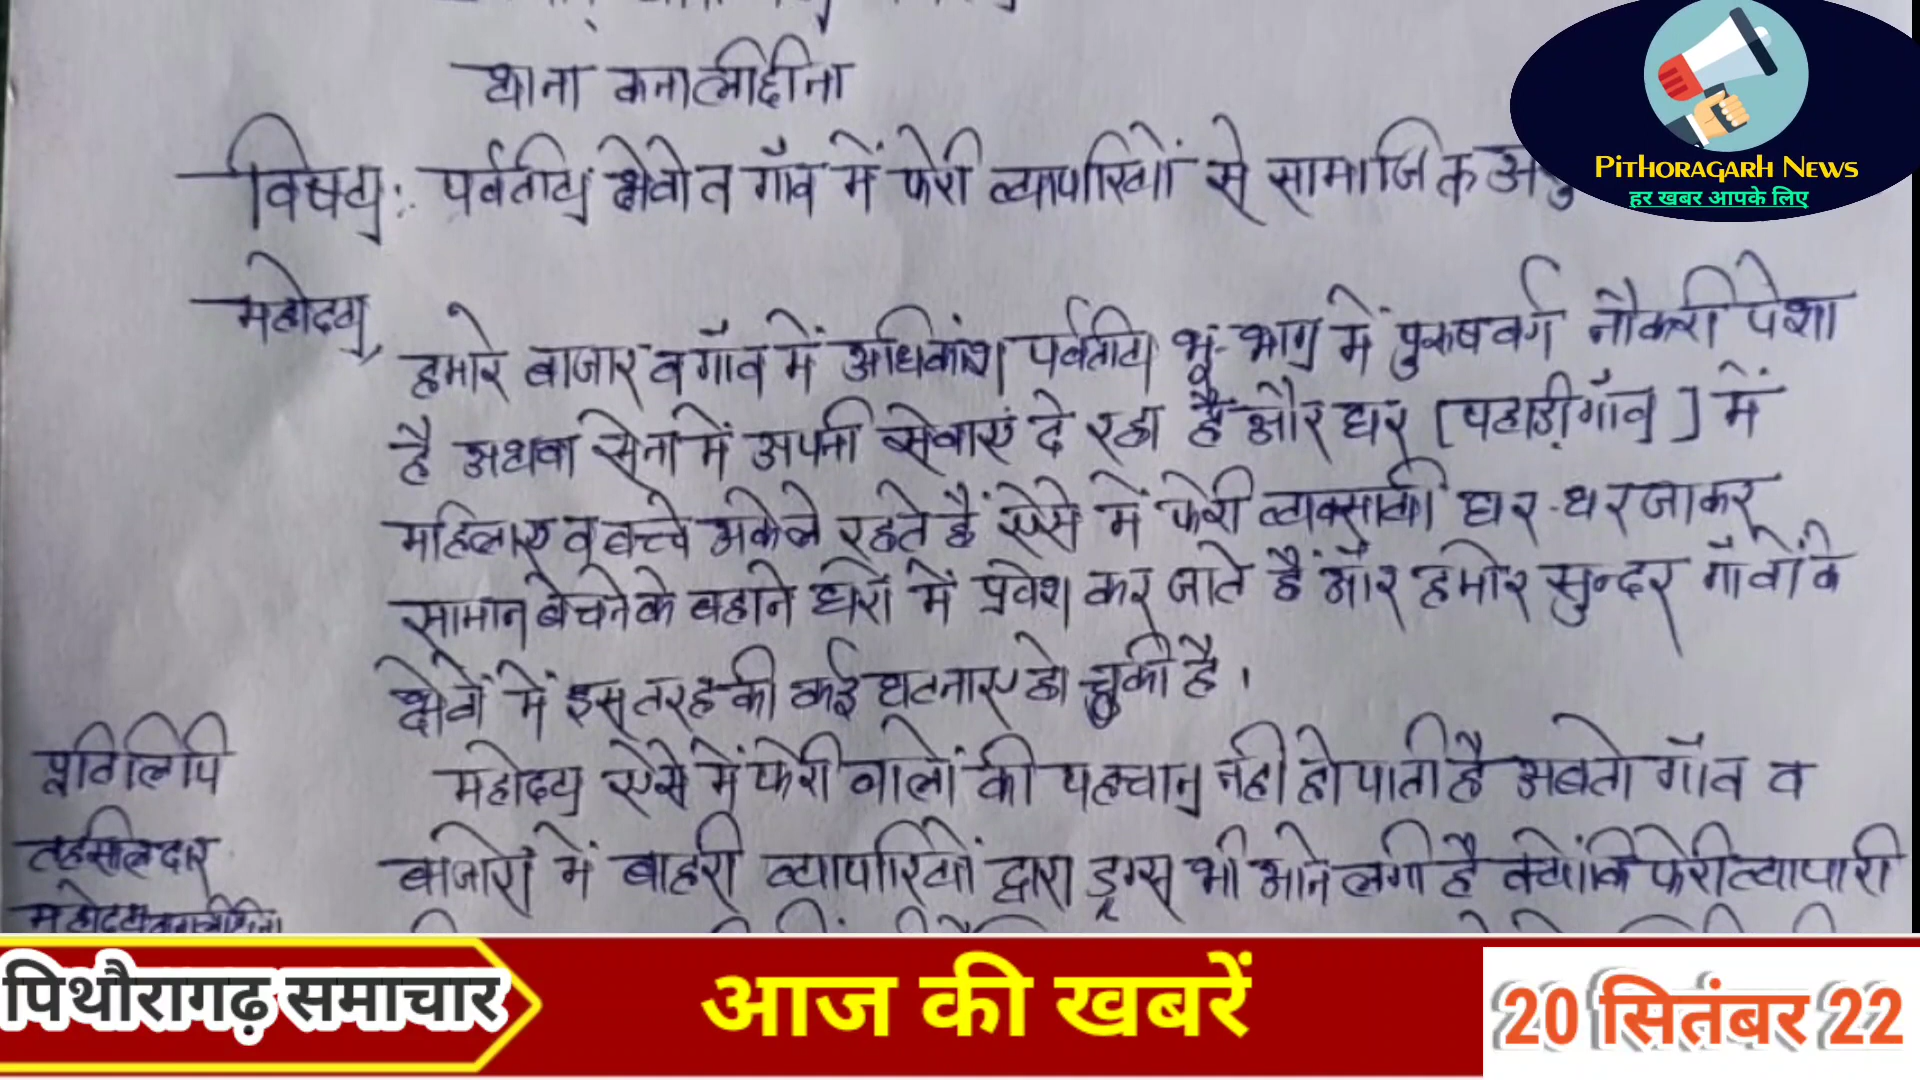 थाना कनालीछीना
विषय: पर्वतीय क्षेत्रो व गाँव में फेरी व्यापारियों से सामाजिक
PITHORAGARH NEWS
हर खबर आपके लिए
महोदय,
हमारे बाजार व गाँव में अधिकांश पर्वतीय भू-भाग में पुरुषवर्ग नौकरी पेशा
है अथवा सेना में अपनी सेवाएं दे रहा है और घर [पहाड़ी गाँव] में
महिलाए व बच्चे अकेले रहते हैं ऐसे में फेरी व्यवसायी घर-घर जाकर
सामान बेचने के बहाने घरों में प्रवेश कर जाते हैं और हमारे सुन्दर गाँवों के
क्षेत्रों में इस तरह की कई घटनाए हो चुकी है।
महोदय ऐसे में फेरी वालों की पहचान नही हो पाती है अब तो गाँव व
बाजारो में बाहरी व्यापारियों द्वारा ड्रग्स भी आने लगी है क्योंकि फेरी व्यापारी
प्रतिलिपि
तहसिलदार
महोदय कनालीछीना
पिथौरागढ़ समाचार
आज की खबरें
20 सितंबर 22